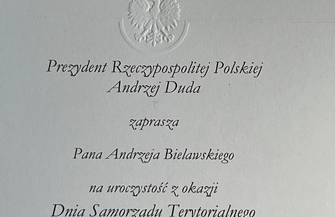 Prezydent Rzeczypospolitej Polskiej
Andrzej Duda
zaprasza
Pana Andrzeja Bielawskiego
na uroczystość z okazji
Dnia Samorządu Terytorialnego